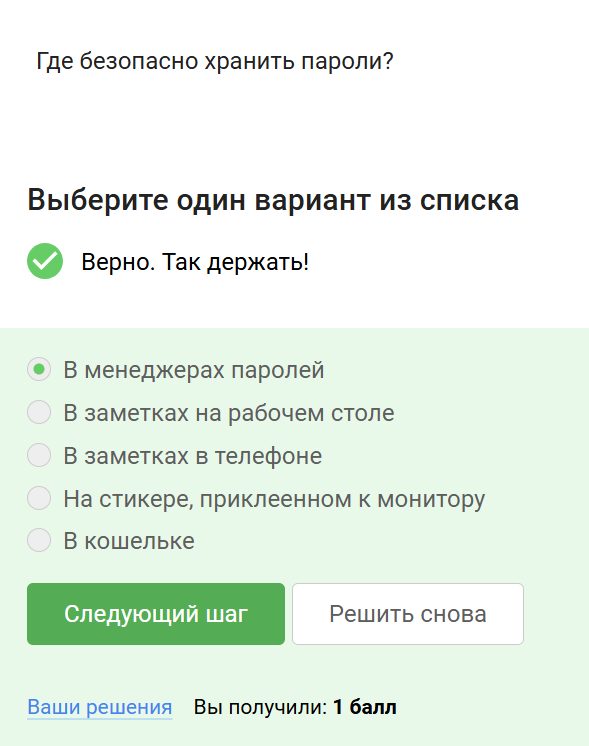 Где безопасно хранить пароли?
Выберите один вариант из списка
Верно. Так держать!
В менеджерах паролей
В заметках на рабочем столе
В заметках в телефоне
На стикере, приклеенном к монитору
В кошельке
Следующий шаг
Решить снова
Ваши решения Вы получили: 1 балл